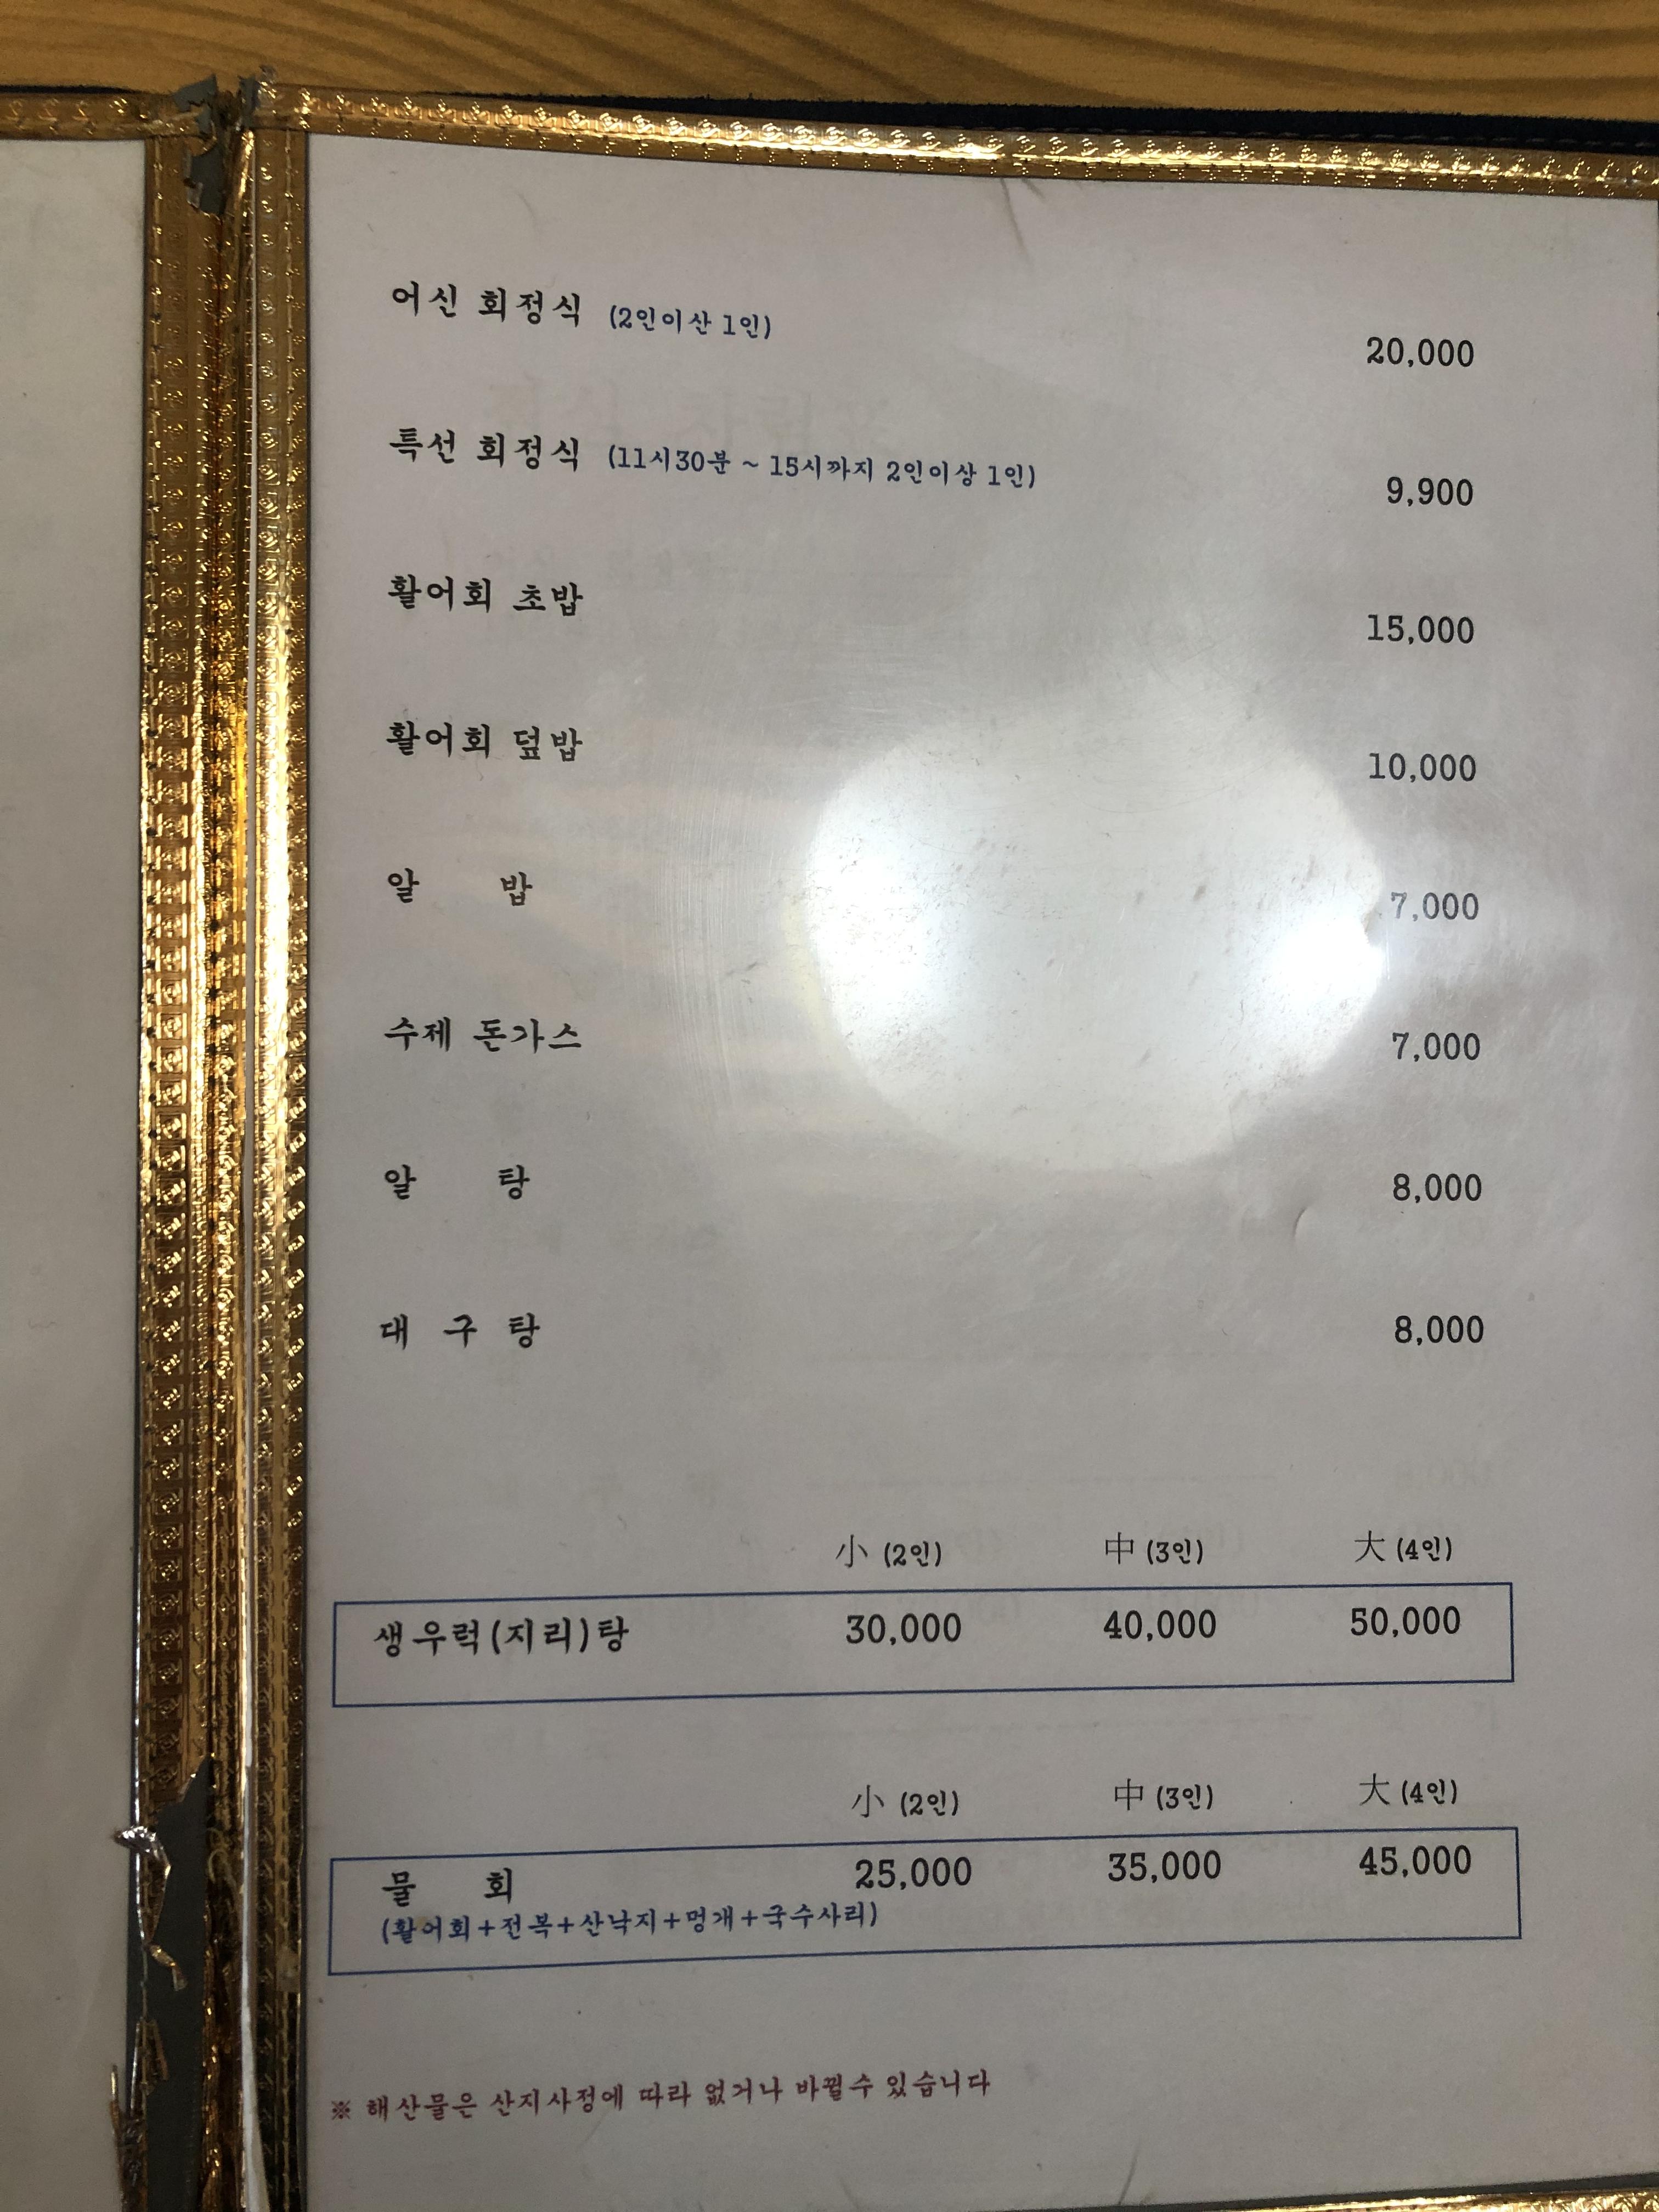 어신 회정식 (2인이산 1인) 20,000
특선 회정식 (11시30분 ~ 15시까지 2인이상 1인) 9,900
활어회 초밥 15,000
활어회 덮밥 10,000
알 밥 7,000
수제 돈가스 7,000
알 탕 8,000
대 구 탕 8,000
小 (2인) 中 (3인) 大 (4인)
생우럭(지리)탕 30,000 40,000 50,000
小 (2인) 中 (3인) 大 (4인)
물 회 25,000 35,000 45,000
(활어회+전복+산낙지+멍개+국수사리)
※ 해산물은 산지사정에 따라 없거나 바뀔수 있습니다